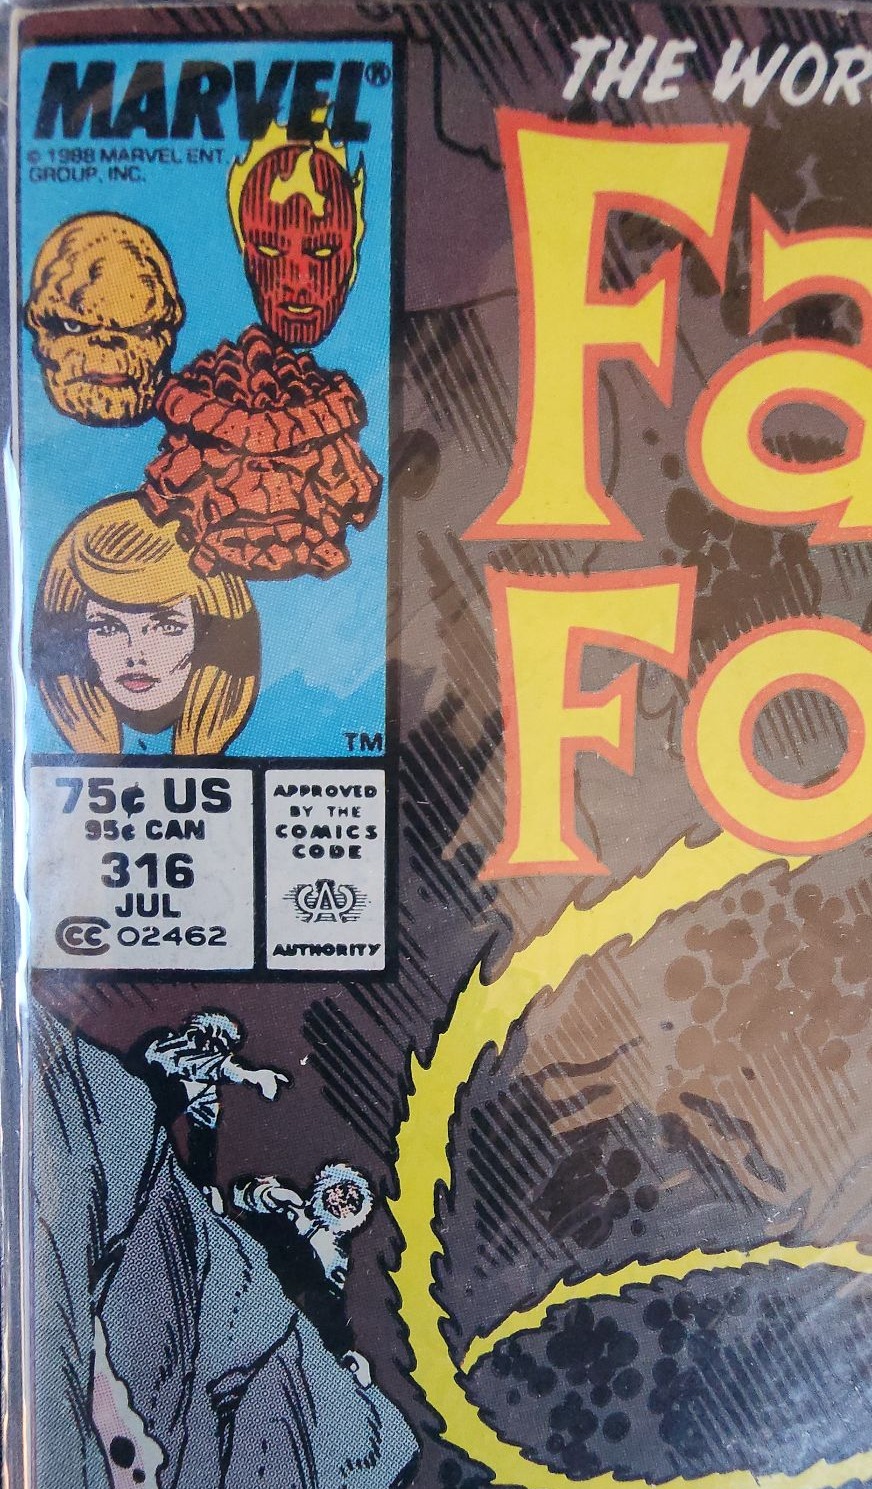 MARVEL®
© 1988 MARVEL ENT.
GROUP, INC.
TM
75¢ US
95¢ CAN
316
JUL
CC 02462
APPROVED
BY THE
COMICS
CODE
CA
AUTHORITY
THE WOR
Fa
Fo